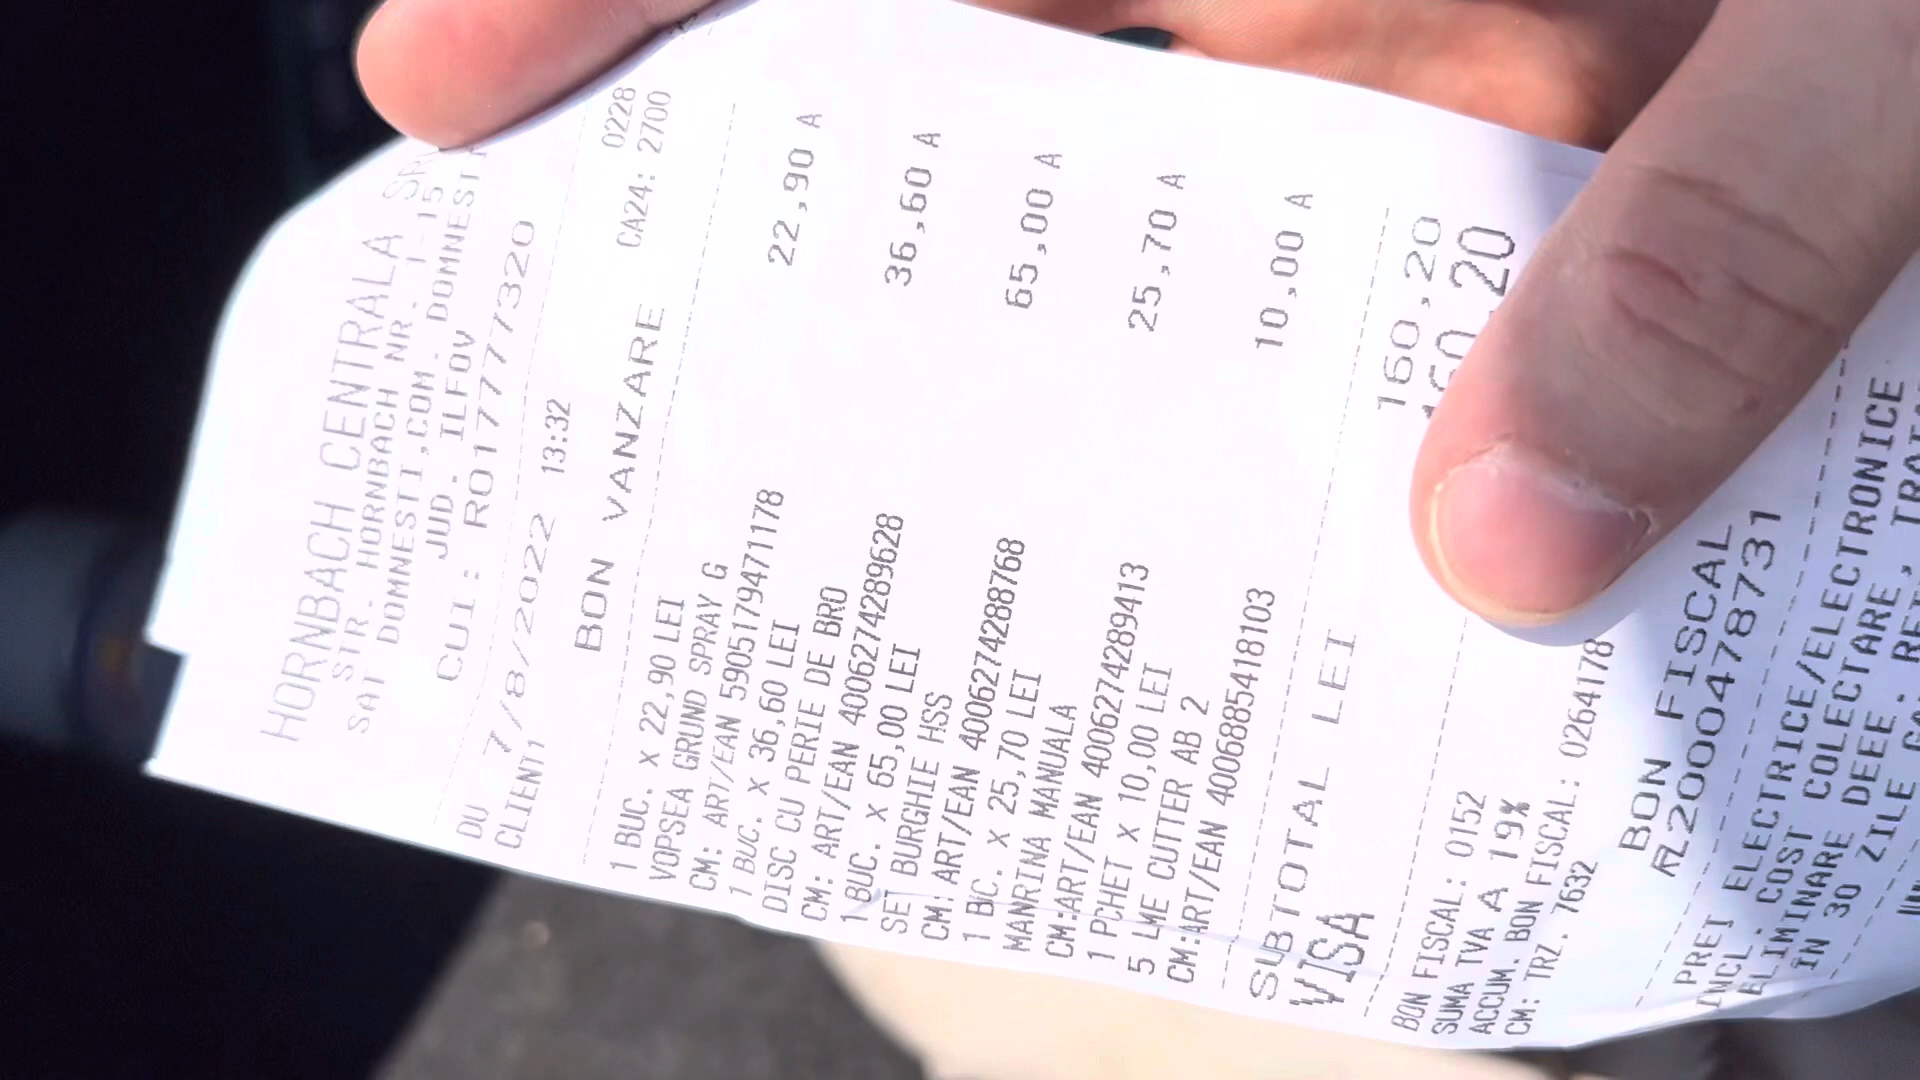 HORNBACH CENTRALA
STR. HORNBACH NR. 1-15
SAT DOMNESTI,COM. DOMNESTI
JUD. ILFOV
CUI: RO17777320
DU 7/8/2022 13:32 0228
CLIENT1 CA24: 2700
BON VANZARE
1 BUC. X 22,90 LEI
VOPSEA GRUND SPRAY G 22,90 A
CM: ART/EAN 5905179471178
1 BUC. X 36,60 LEI
DISC CU PERIE DE BRO 36,60 A
CM: ART/EAN 4006274289628
1 BUC. X 65,00 LEI
SET BURGHIE HSS 65,00 A
CM: ART/EAN 4006274288768
1 BUC. X 25,70 LEI
MANRINA MANUALA 25,70 A
CM:ART/EAN 4006274289413
1 PCHET X 10,00 LEI
5 LME CUTTER AB 2 10,00 A
CM:ART/EAN 4006885418103
SUBTOTAL LEI 160,20
VISA 160,20
BON FISCAL: 0152
SUMA TVA A 19%
ACCUM. BON FISCAL: 0264178
CM: TRZ. 7632
BON FISCAL
2000478731
PRET ELECTRICE/ELECTRONICE
INCL. COST COLECTARE, TRATA
ELIMINARE DEEE.
IN 30 ZILE